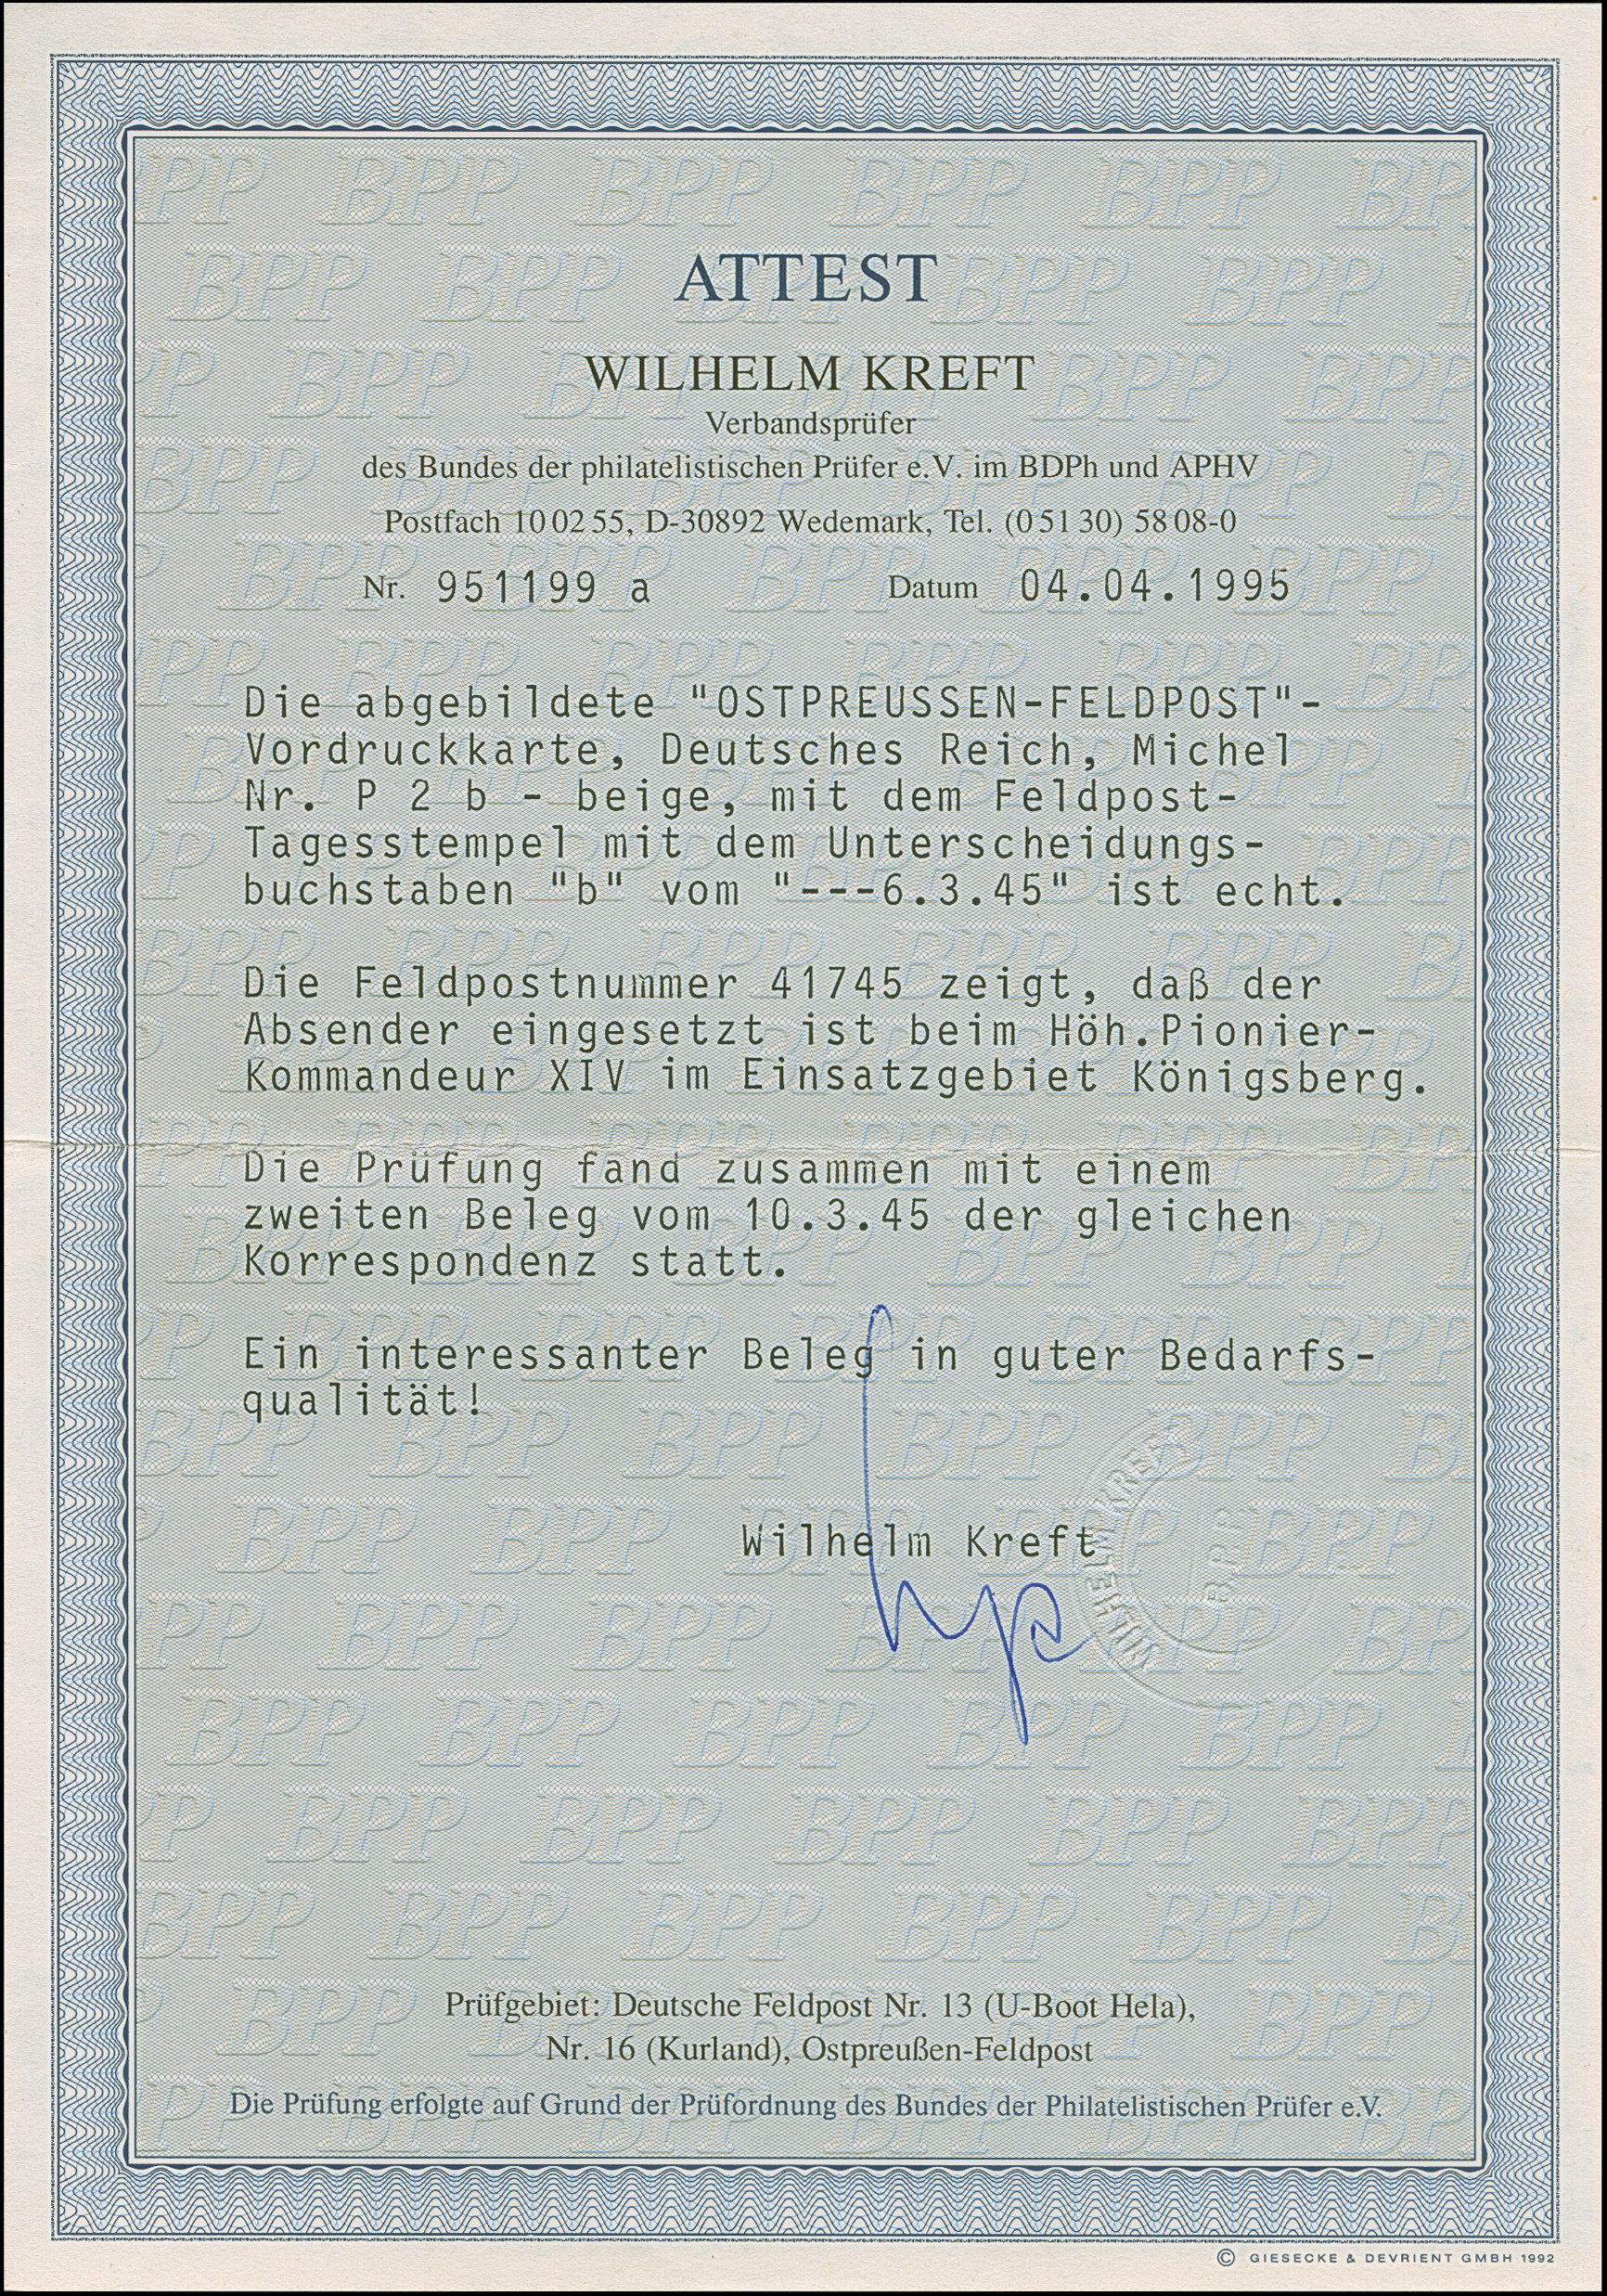 ATTEST
WILHELM KREFT
Verbandsprüfer
des Bundes der philatelistischen Prüfer e.V. im BDPh und APHV
Postfach 10 02 55, D-30892 Wedemark, Tel. (0 51 30) 58 08-0
Nr. 951199 a Datum 04.04.1995
Die abgebildete "OSTPREUSSEN-FELDPOST"-
Vordruckkarte, Deutsches Reich, Michel
Nr. P 2 b - beige, mit dem Feldpost-
Tagesstempel mit dem Unterscheidungs-
buchstaben "b" vom "---6.3.45" ist echt.
Die Feldpostnummer 41745 zeigt, daß der
Absender eingesetzt ist beim Höh.Pionier-
Kommandeur XIV im Einsatzgebiet Königsberg.
Die Prüfung fand zusammen mit einem
zweiten Beleg vom 10.3.45 der gleichen
Korrespondenz statt.
Ein interessanter Beleg in guter Bedarfs-
qualität!
Wilhelm Kreft
WILHELM KREFT
B.P.P.
Prüfgebiet: Deutsche Feldpost Nr. 13 (U-Boot Hela),
Nr. 16 (Kurland), Ostpreußen-Feldpost
Die Prüfung erfolgte auf Grund der Prüfordnung des Bundes der Philatelistischen Prüfer e.V.
© GIESECKE & DEVRIENT GMBH 1992